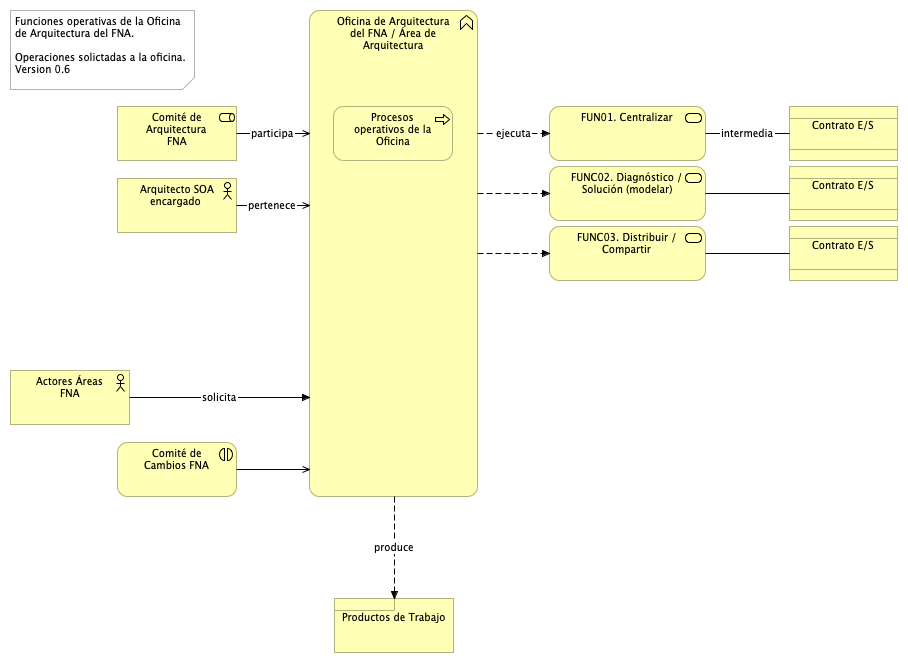 Funciones operativas de la Oficina
de Arquitectura del FNA.
Operaciones solictadas a la oficina.
Version 0.6
Oficina de Arquitectura
del FNA / Área de
Arquitectura
Procesos
operativos de la
Oficina
Comité de
Arquitectura
FNA
participa
Arquitecto SOA
encargado
pertenece
ejecuta
FUN01. Centralizar
intermedia
Contrato E/S
FUNC02. Diagnóstico /
Solución (modelar)
Contrato E/S
FUNC03. Distribuir /
Compartir
Contrato E/S
Actores Áreas
FNA
solicita
Comité de
Cambios FNA
produce
Productos de Trabajo